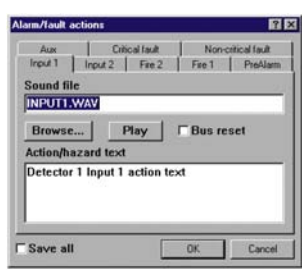 Alarm/fault actions
Aux Critical fault Non-critical fault
Input 1 Input 2 Fire 2 Fire 1 PreAlarm
Sound file
INPUT1.WAV
Browse... Play Bus reset
Action/hazard text
Detector 1 Input 1 action text
Save all OK Cancel